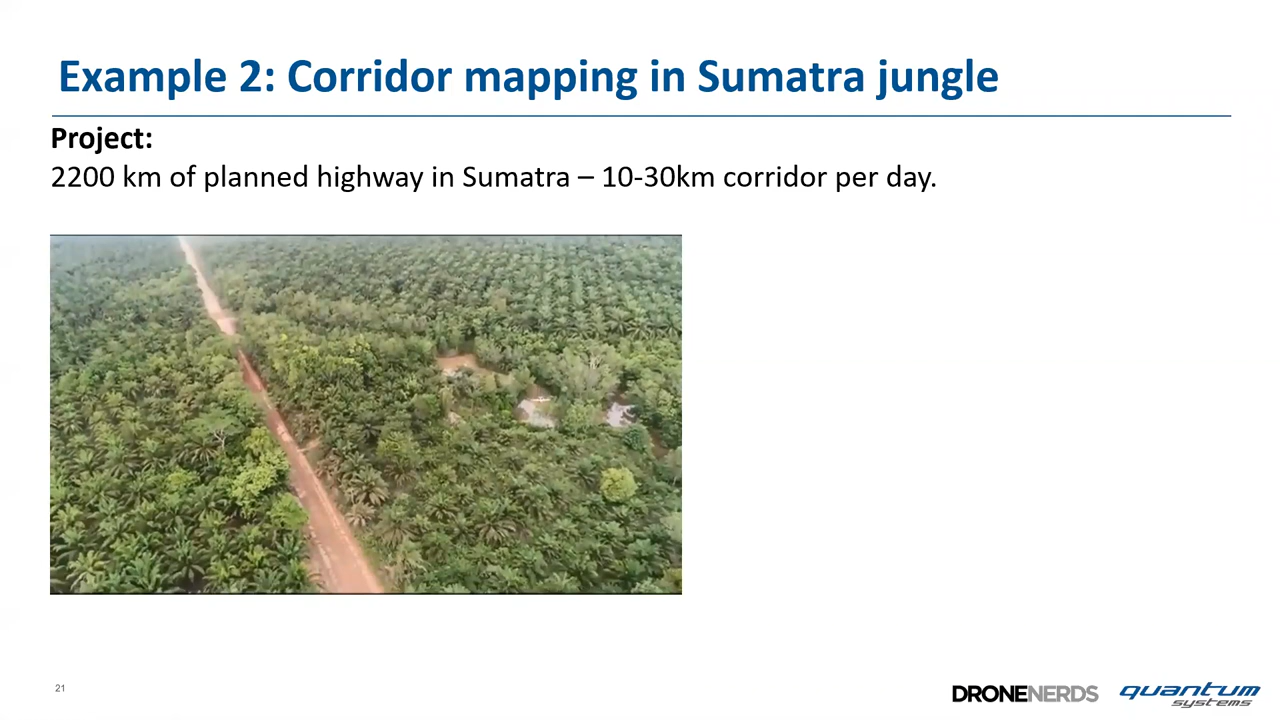 Example 2: Corridor mapping in Sumatra jungle
Project:
2200 km of planned highway in Sumatra – 10-30km corridor per day.
21
DRONENERDS
quantum
systems